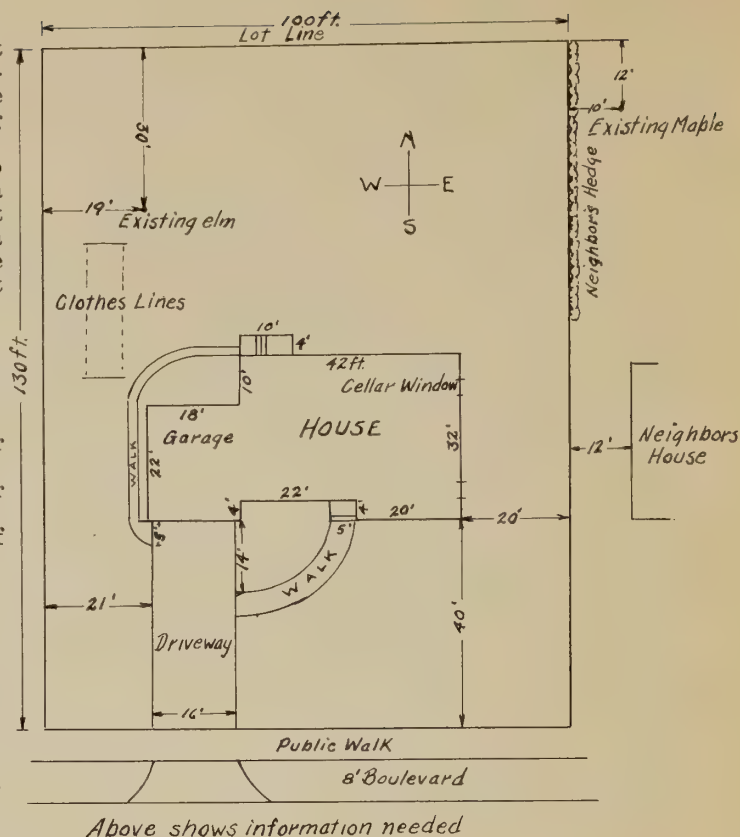 100ft.
Lot Line
12'
10'
Existing Maple
30'
Neighbors Hedge
N
W E
S
19'
Existing elm
Clothes Lines
130ft.
10'
4'
42ft.
10'
Cellar Window
18'
Garage
HOUSE
32'
WALK
22'
12'
Neighbors
House
22'
4'
4'
20'
20'
5'
5'
14'
WALK
40'
21'
Driveway
16'
Public Walk
8' Boulevard
Above shows information needed